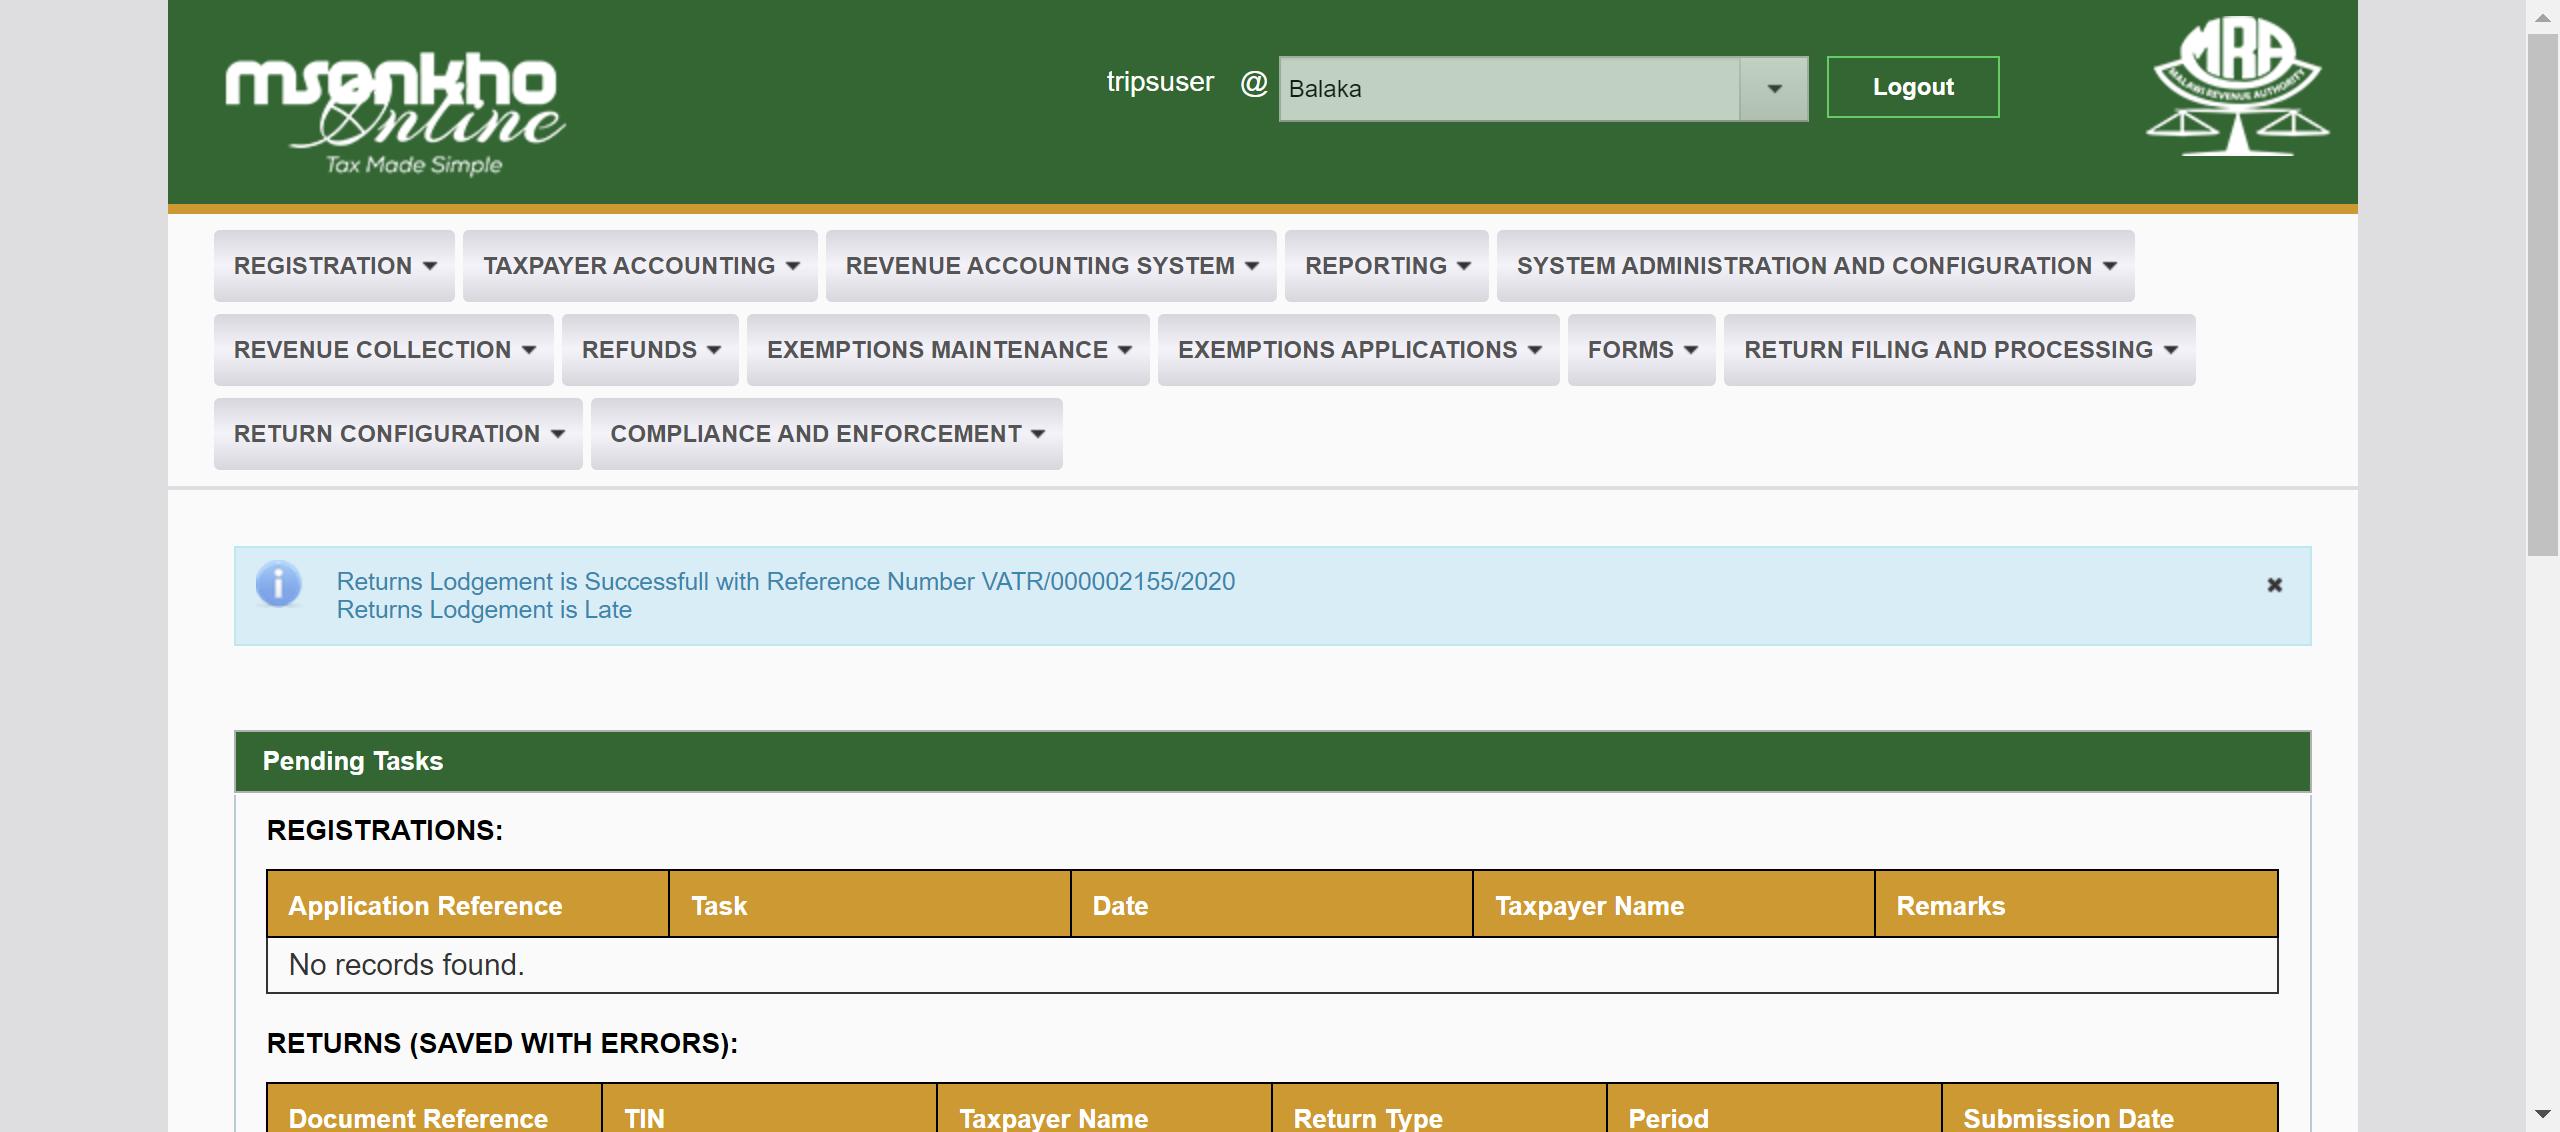 msonkho
Online
Tax Made Simple
tripsuser @ Balaka Logout
MRA
MALAWI REVENUE AUTHORITY
REGISTRATION TAXPAYER ACCOUNTING REVENUE ACCOUNTING SYSTEM REPORTING SYSTEM ADMINISTRATION AND CONFIGURATION
REVENUE COLLECTION REFUNDS EXEMPTIONS MAINTENANCE EXEMPTIONS APPLICATIONS FORMS RETURN FILING AND PROCESSING
RETURN CONFIGURATION COMPLIANCE AND ENFORCEMENT
Returns Lodgement is Successfull with Reference Number VATR/000002155/2020
Returns Lodgement is Late
Pending Tasks
REGISTRATIONS:
Application Reference Task Date Taxpayer Name Remarks
No records found.
RETURNS (SAVED WITH ERRORS):
Document Reference TIN Taxpayer Name Return Type Period Submission Date